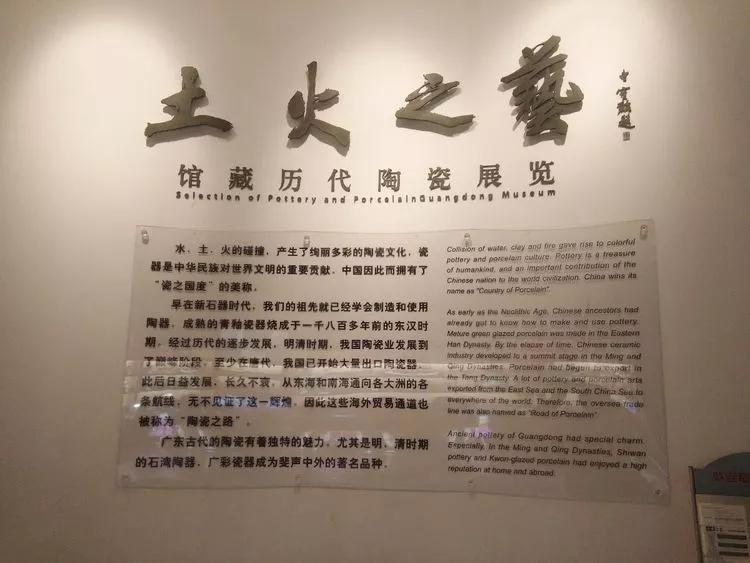 土火之藝
馆藏历代陶瓷展览
Selection of Pottery and PorcelainGuangdong Museum
水、土、火的碰撞，产生了绚丽多彩的陶瓷文化，瓷
器是中华民族对世界文明的重要贡献，中国因此而拥有了
“瓷之国度”的美称。
早在新石器时代，我们的祖先就已经学会制造和使用
陶器，成熟的青釉瓷器烧成于一千八百多年前的东汉时
期，经过历代的逐步发展，明清时期，我国陶瓷业发展到
了巅峰阶段，至少在唐代，我国已开始大量出口陶瓷器，
此后日益发展，长久不衰，从东海和南海通向各大洲的各
条航线，无不见证了这一辉煌，因此这些海外贸易通道也
被称为“陶瓷之路”。
广东古代的陶瓷有着独特的魅力，尤其是明、清时期
的石湾陶器，广彩瓷器成为斐声中外的著名品种。
Collision of water, clay and fire gave rise to colorful
pottery and porcelain culture. Pottery is a treasure
of humankind, and an important contribution of the
Chinese nation to the world civilization. China wins its
name as "Country of Porcelain".
As early as the Neolithic Age, Chinese ancestors had
already got to know how to make and use pottery.
Mature green glazed porcelain was made in the Eastern
Han Dynasty. By the elapse of time, Chinese ceramic
industry developed to a summit stage in the Ming and
Qing Dynasties. Porcelain had begun to export in
the Tang Dynasty. A lot of pottery and porcelain arts
exported from the East Sea and the South China Sea to
everywhere of the world. Therefore, the oversea trade
line was also named as "Road of Porcelain".
Ancient pottery of Guangdong had special charm.
Especially, In the Ming and Qing Dynasties, Shiwan
pottery and Kwon-glazed porcelain had enjoyed a high
reputation at home and abroad.